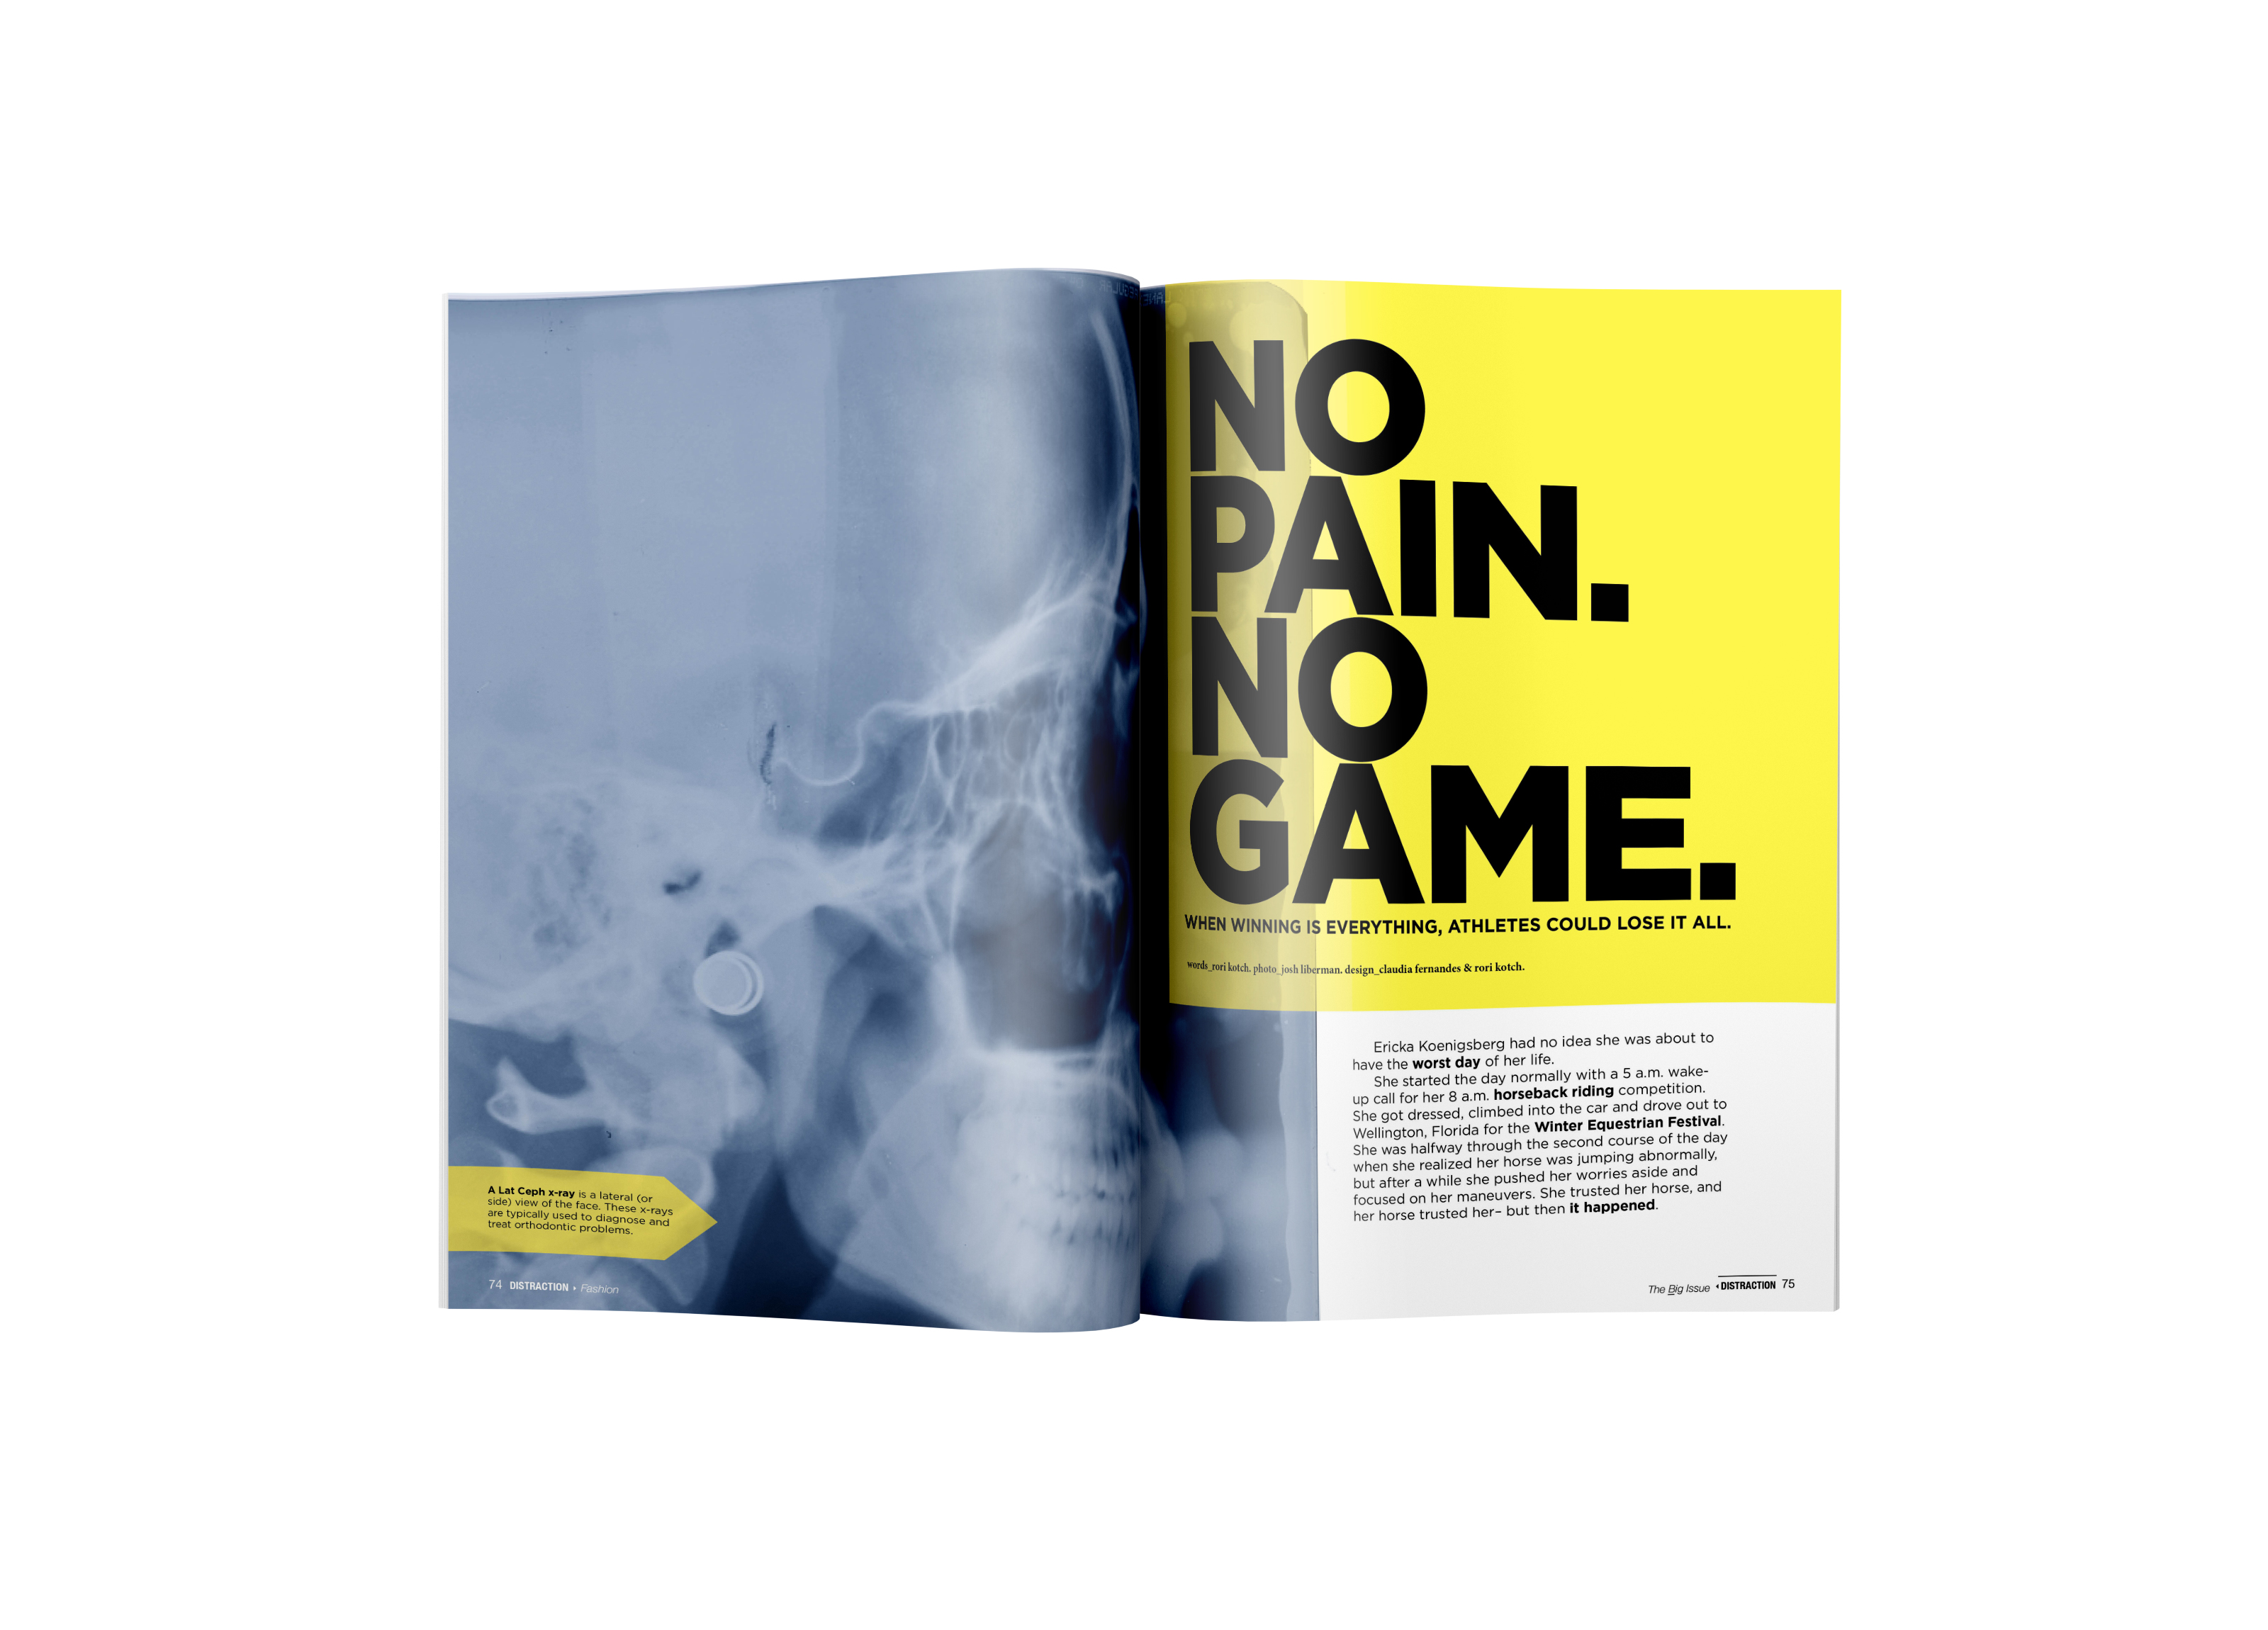 A Lat Ceph x-ray is a lateral (or
side) view of the face. These x-rays
are typically used to diagnose and
treat orthodontic problems.
74 DISTRACTION • Fashion
NO
PAIN.
NO
GAME.
WHEN WINNING IS EVERYTHING, ATHLETES COULD LOSE IT ALL.
words_rori kotch. photo_josh liberman. design_claudia fernandes & rori kotch.
Ericka Koenigsberg had no idea she was about to
have the worst day of her life.
She started the day normally with a 5 a.m. wake-
up call for her 8 a.m. horseback riding competition.
She got dressed, climbed into the car and drove out to
Wellington, Florida for the Winter Equestrian Festival.
She was halfway through the second course of the day
when she realized her horse was jumping abnormally,
but after a while she pushed her worries aside and
focused on her maneuvers. She trusted her horse, and
her horse trusted her– but then it happened.
The Big Issue • DISTRACTION 75